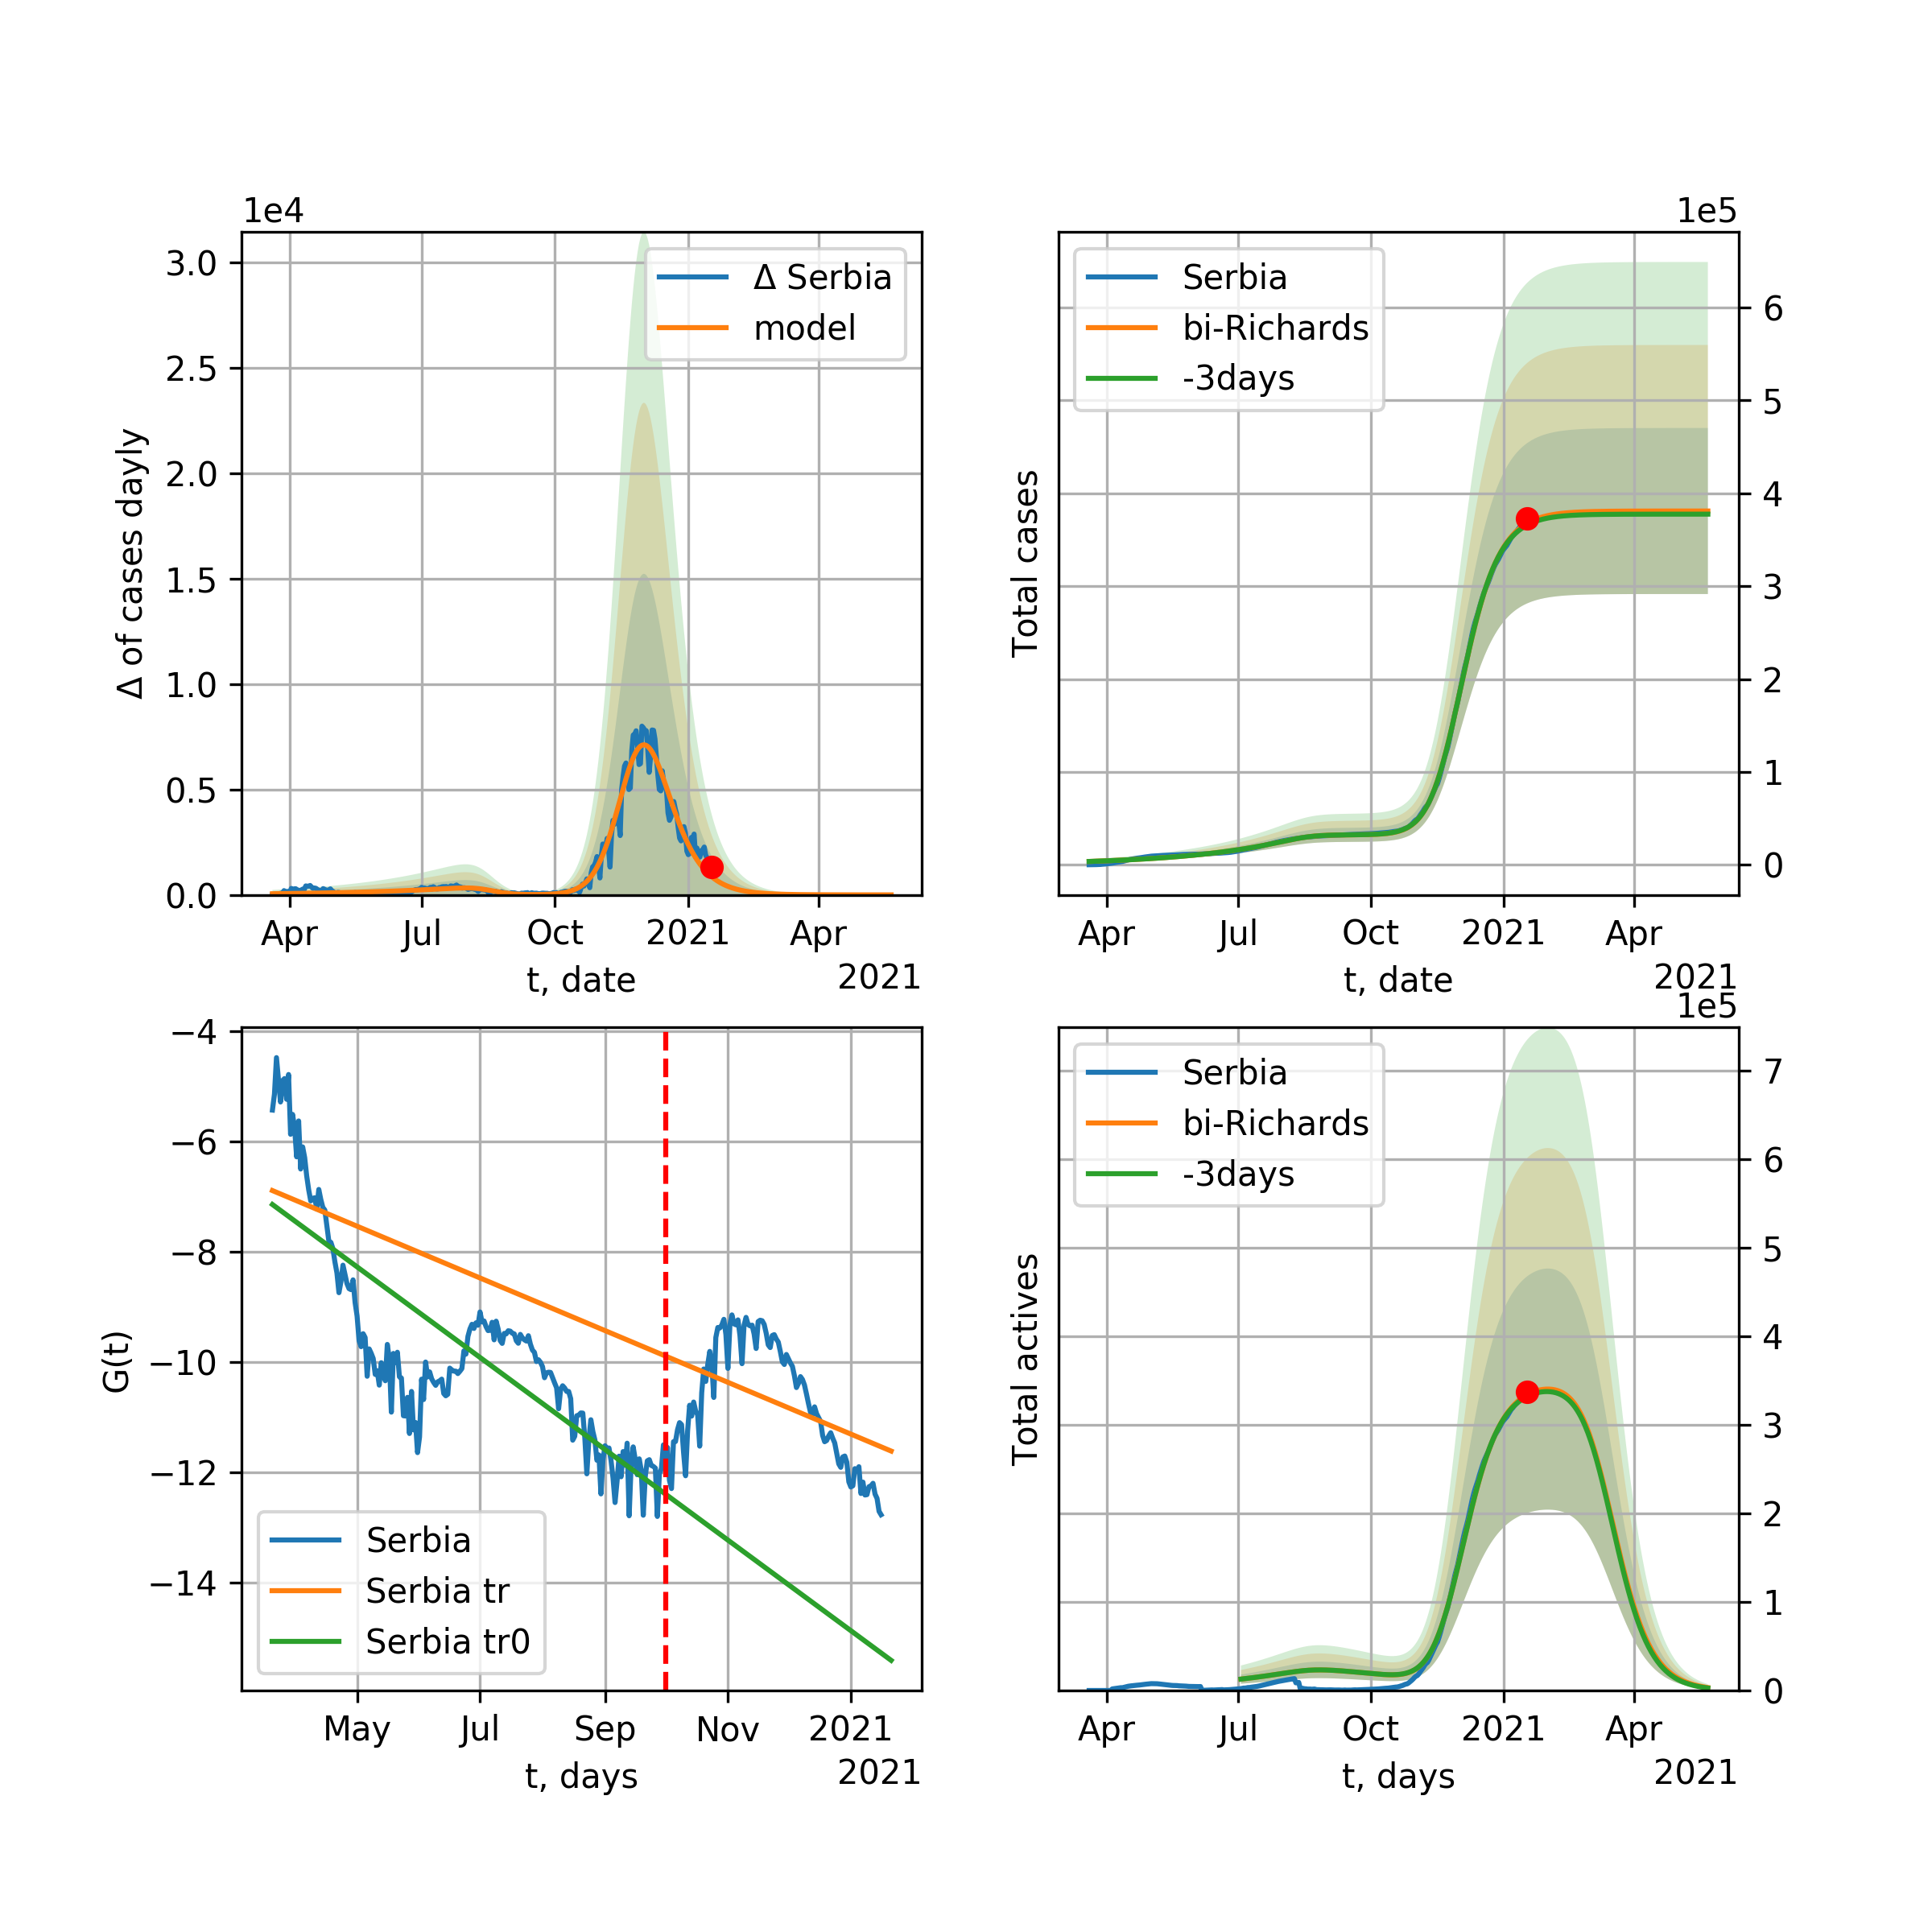 1e4
3.0
2.5
2.0
1.5
1.0
0.5
0.0
Δ of cases dayly
Δ Serbia
model
Apr
Jul
Oct
2021
Apr
t, date
2021
1e5
6
5
4
3
2
1
0
Total cases
Serbia
bi-Richards
-3days
Apr
Jul
Oct
2021
Apr
t, date
2021
−4
−6
−8
−10
−12
−14
G(t)
Serbia
Serbia tr
Serbia tr0
May
Jul
Sep
Nov
2021
t, days
2021
1e5
7
6
5
4
3
2
1
0
Total actives
Serbia
bi-Richards
-3days
Apr
Jul
Oct
2021
Apr
t, days
2021